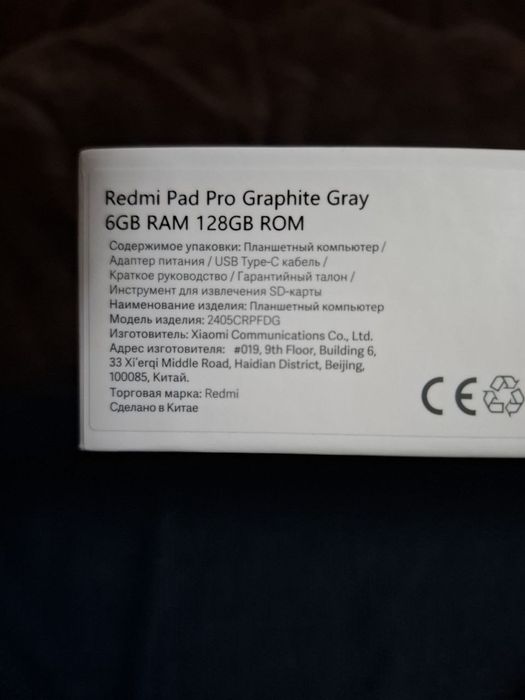 Redmi Pad Pro Graphite Gray
6GB RAM 128GB ROM
Содержимое упаковки: Планшетный компьютер /
Адаптер питания / USB Type-C кабель /
Краткое руководство / Гарантийный талон /
Инструмент для извлечения SD-карты
Наименование изделия: Планшетный компьютер
Модель изделия: 2405CRPFDG
Изготовитель: Xiaomi Communications Co., Ltd.
Адрес изготовителя: #019, 9th Floor, Building 6,
33 Xi'erqi Middle Road, Haidian District, Beijing,
100085, Китай.
Торговая марка: Redmi
Сделано в Китае
CE